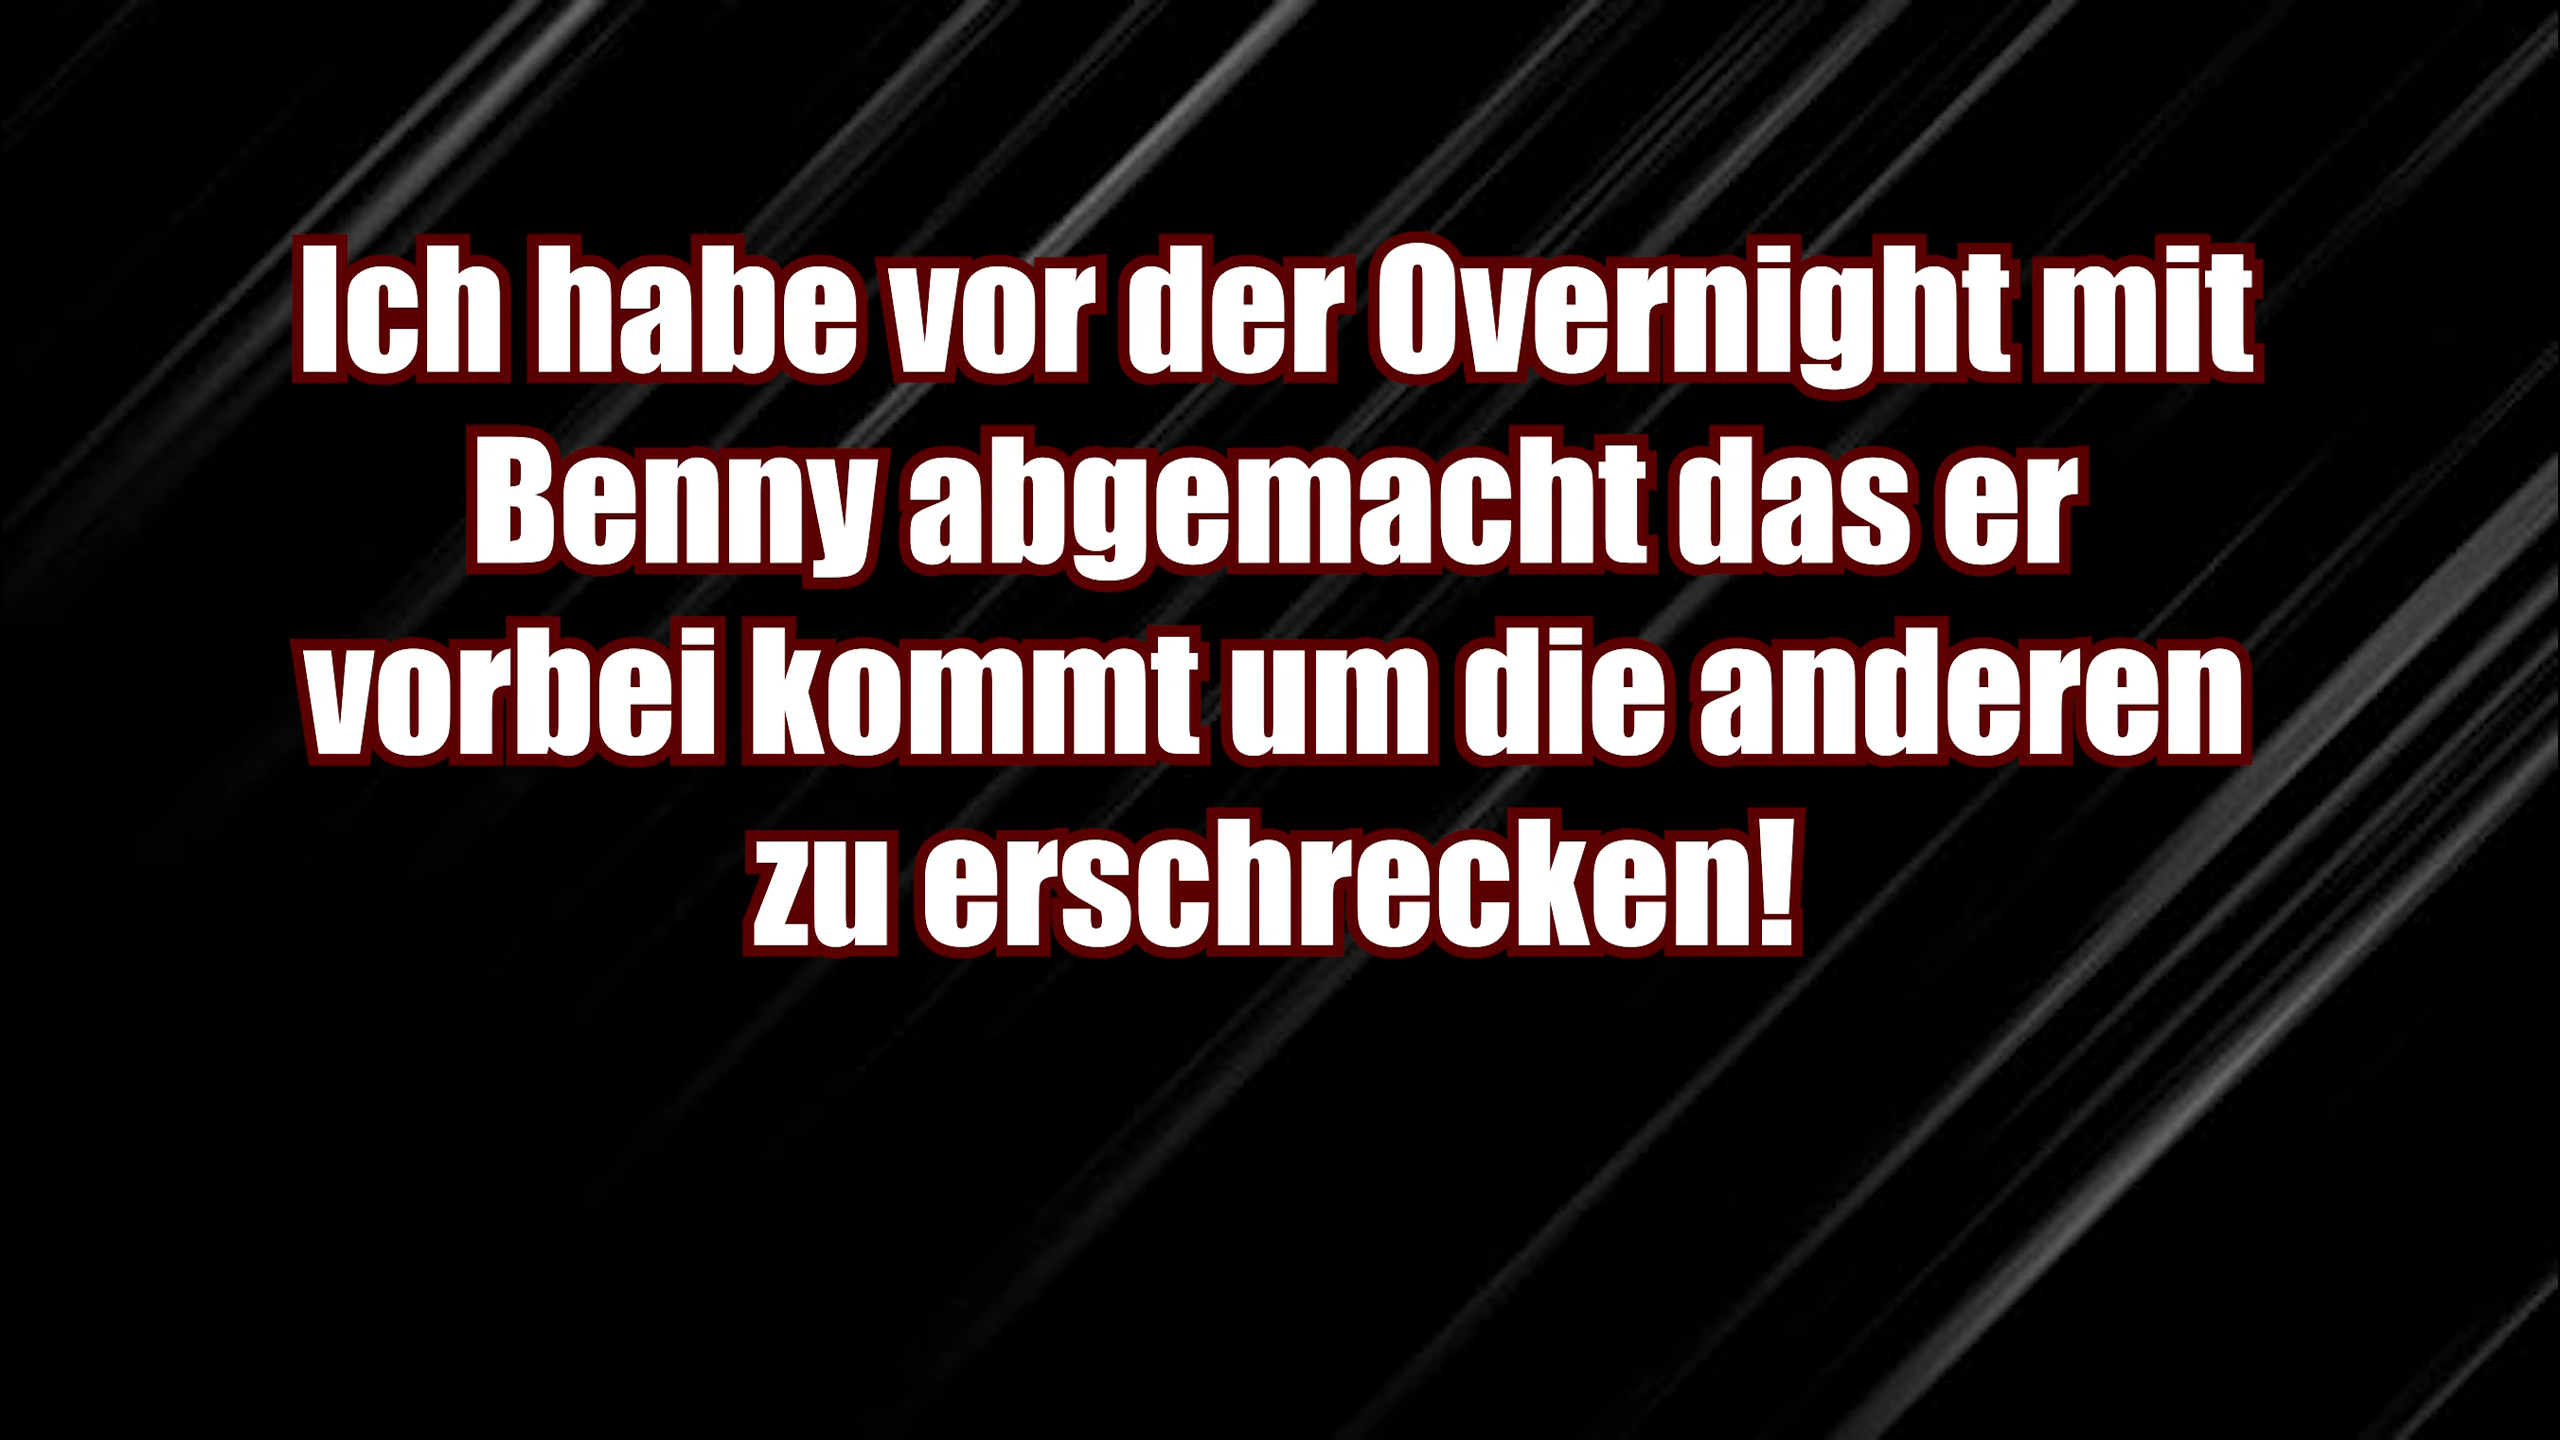 Ich habe vor der Overnight mit
Benny abgemacht das er
vorbei kommt um die anderen
zu erschrecken!